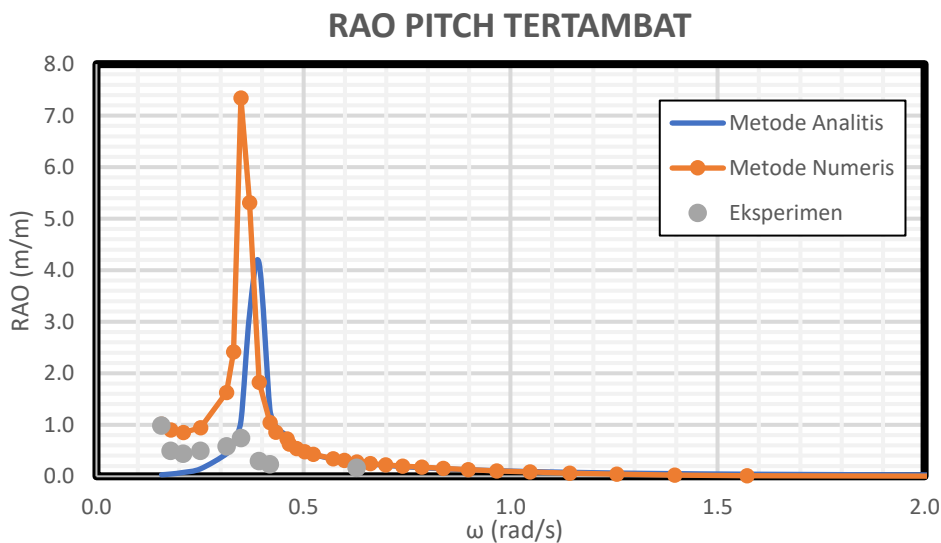 RAO PITCH TERTAMBAT
8.0
7.0
6.0
5.0
4.0
3.0
2.0
1.0
0.0
RAO (m/m)
Metode Analitis
Metode Numeris
Eksperimen
0.0 0.5 1.0 1.5 2.0
ω (rad/s)